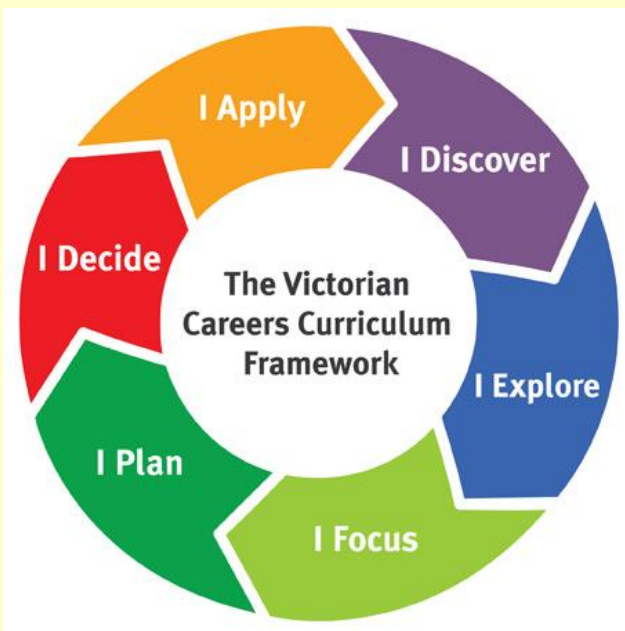 I Apply
I Discover
I Decide
The Victorian
Careers Curriculum
Framework
I Explore
I Plan
I Focus